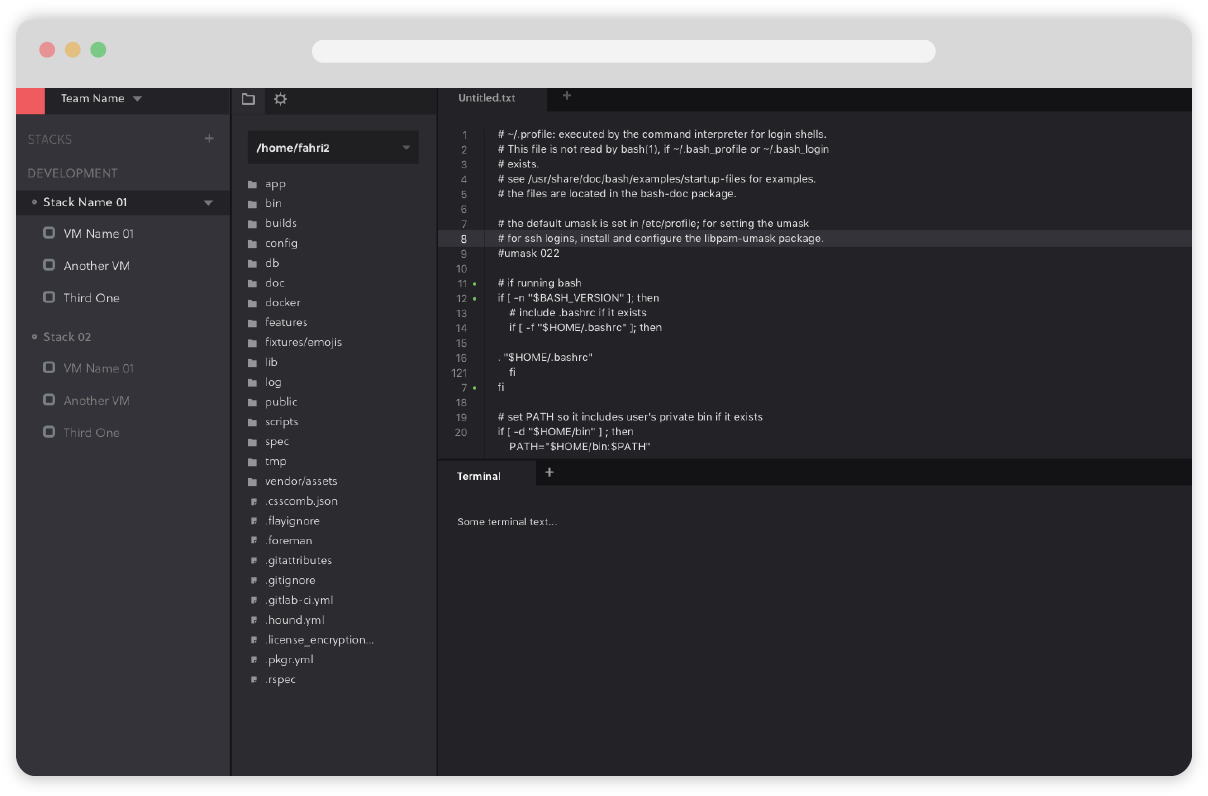 Team Name
STACKS +
DEVELOPMENT
Stack Name 01
VM Name 01
Another VM
Third One
Stack 02
VM Name 01
Another VM
Third One
/home/fahri2
app
bin
builds
config
db
doc
docker
features
fixtures/emojis
lib
log
public
scripts
spec
tmp
vendor/assets
.csscomb.json
.flayignore
.foreman
.gitattributes
.gitignore
.gitlab-ci.yml
.hound.yml
.license_encryption...
.pkgr.yml
.rspec
Untitled.txt +
1 # ~/.profile: executed by the command interpreter for login shells.
2 # This file is not read by bash(1), if ~/.bash_profile or ~/.bash_login
3 # exists.
4 # see /usr/share/doc/bash/examples/startup-files for examples.
5 # the files are located in the bash-doc package.
6
7 # the default umask is set in /etc/profile; for setting the umask
8 # for ssh logins, install and configure the libpam-umask package.
9 #umask 022
10
11 # if running bash
12 if [ -n "$BASH_VERSION" ]; then
13 # include .bashrc if it exists
14 if [ -f "$HOME/.bashrc" ]; then
15
16 . "$HOME/.bashrc"
121 fi
7 fi
18
19 # set PATH so it includes user's private bin if it exists
20 if [ -d "$HOME/bin" ] ; then
PATH="$HOME/bin:$PATH"
Terminal +
Some terminal text...